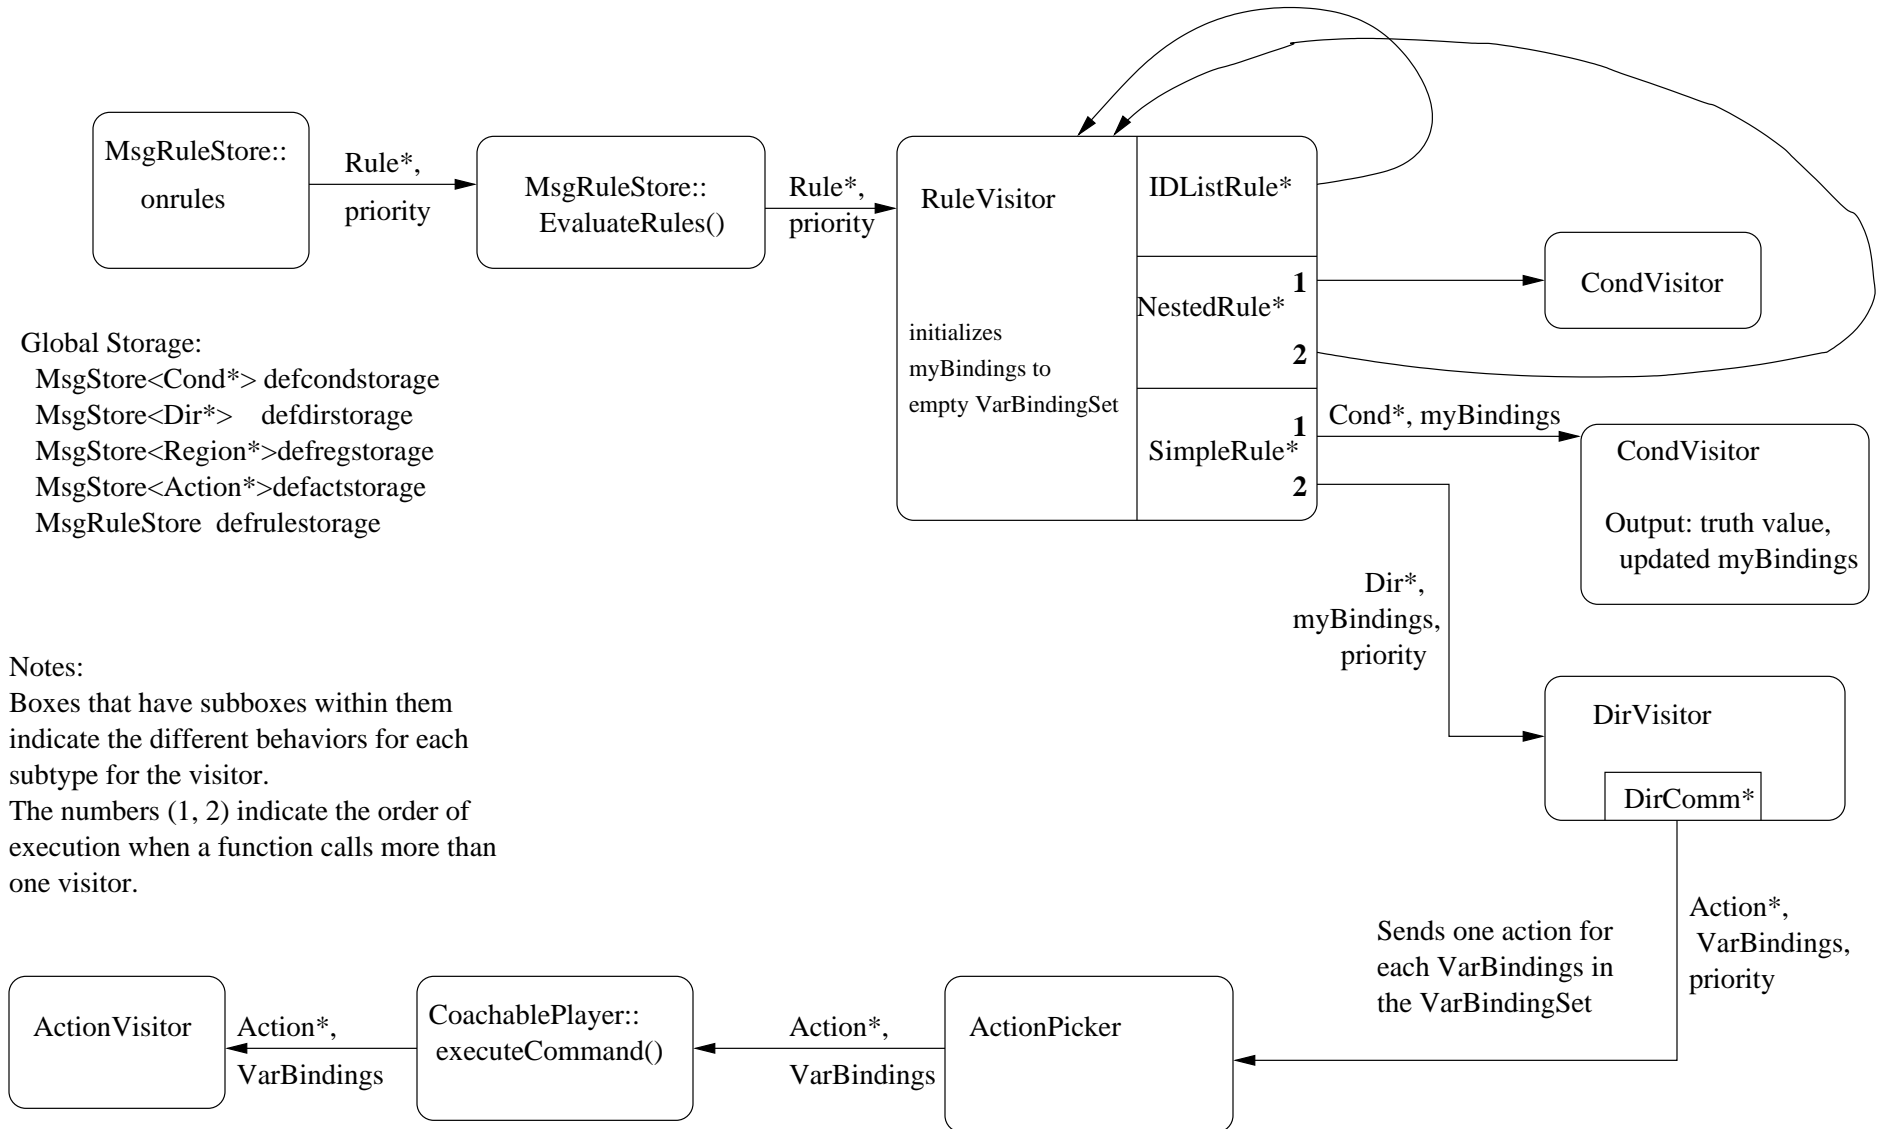 MsgRuleStore::
onrules
Rule*,
priority
MsgRuleStore::
EvaluateRules()
Rule*,
priority
RuleVisitor
initializes
myBindings to
empty VarBindingSet
IDListRule*
1
NestedRule*
2
1
SimpleRule*
2
CondVisitor
Cond*, myBindings
CondVisitor
Output: truth value,
updated myBindings
Global Storage:
MsgStore<Cond*> defcondstorage
MsgStore<Dir*> defdirstorage
MsgStore<Region*>defregstorage
MsgStore<Action*>defactstorage
MsgRuleStore defrulestorage
Dir*,
myBindings,
priority
Notes:
Boxes that have subboxes within them
indicate the different behaviors for each
subtype for the visitor.
The numbers (1, 2) indicate the order of
execution when a function calls more than
one visitor.
DirVisitor
DirComm*
Action*,
VarBindings,
priority
Sends one action for
each VarBindings in
the VarBindingSet
ActionVisitor
Action*,
VarBindings
CoachablePlayer::
executeCommand()
Action*,
VarBindings
ActionPicker